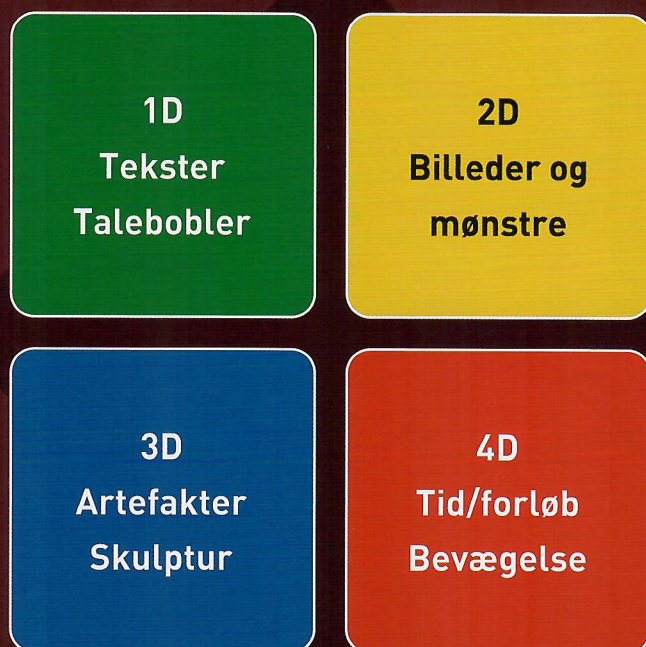 1D
Tekster
Talebobler
2D
Billeder og
mønstre
3D
Artefakter
Skulptur
4D
Tid/forløb
Bevægelse